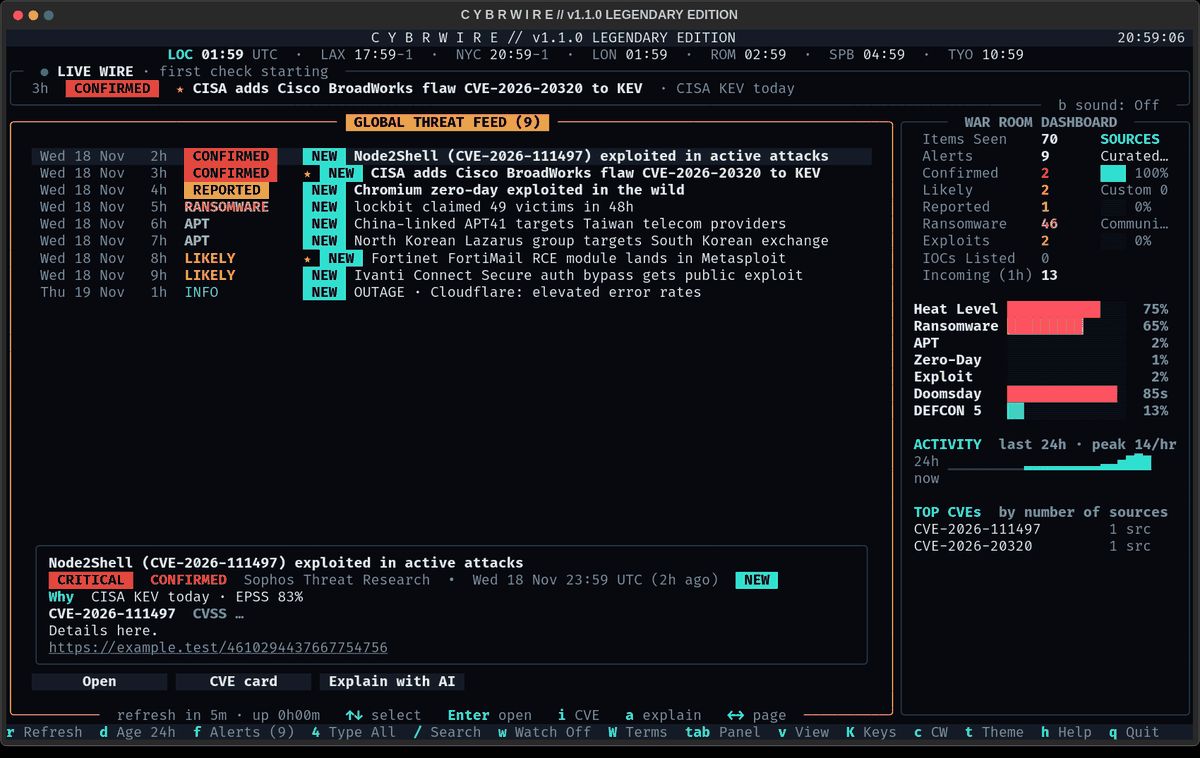 C Y B R W I R E // v1.1.0 LEGENDARY EDITION
C Y B R W I R E // v1.1.0 LEGENDARY EDITION 20:59:06
LOC 01:59 UTC · LAX 17:59-1 · NYC 20:59-1 · LON 01:59 · ROM 02:59 · SPB 04:59 · TYO 10:59
● LIVE WIRE · first check starting
3h CONFIRMED ★ CISA adds Cisco BroadWorks flaw CVE-2026-20320 to KEV · CISA KEV today
b sound: Off
GLOBAL THREAT FEED (9)
Wed 18 Nov 2h CONFIRMED NEW Node2Shell (CVE-2026-111497) exploited in active attacks
Wed 18 Nov 3h CONFIRMED ★ NEW CISA adds Cisco BroadWorks flaw CVE-2026-20320 to KEV
Wed 18 Nov 4h REPORTED NEW Chromium zero-day exploited in the wild
Wed 18 Nov 5h RANSOMWARE NEW lockbit claimed 49 victims in 48h
Wed 18 Nov 6h APT NEW China-linked APT41 targets Taiwan telecom providers
Wed 18 Nov 7h APT NEW North Korean Lazarus group targets South Korean exchange
Wed 18 Nov 8h LIKELY ★ NEW Fortinet FortiMail RCE module lands in Metasploit
Wed 18 Nov 9h LIKELY NEW Ivanti Connect Secure auth bypass gets public exploit
Thu 19 Nov 1h INFO NEW OUTAGE · Cloudflare: elevated error rates
Node2Shell (CVE-2026-111497) exploited in active attacks
CRITICAL CONFIRMED Sophos Threat Research • Wed 18 Nov 23:59 UTC (2h ago) NEW
Why CISA KEV today · EPSS 83%
CVE-2026-111497 CVSS …
Details here.
https://example.test/4610294437667754756
Open CVE card Explain with AI
refresh in 5m · up 0h00m ↑↓ select Enter open i CVE a explain ↔ page
WAR ROOM DASHBOARD
Items Seen 70 SOURCES
Alerts 9 Curated…
Confirmed 2 100%
Likely 2 Custom 0
Reported 1 0%
Ransomware 46 Communi…
Exploits 2 0%
IOCs Listed 0
Incoming (1h) 13
Heat Level 75%
Ransomware 65%
APT 2%
Zero-Day 1%
Exploit 2%
Doomsday 85s
DEFCON 5 13%
ACTIVITY last 24h · peak 14/hr
24h
now
TOP CVEs by number of sources
CVE-2026-111497 1 src
CVE-2026-20320 1 src
r Refresh d Age 24h f Alerts (9) 4 Type All / Search w Watch Off W Terms tab Panel v View K Keys c CW t Theme h Help q Quit